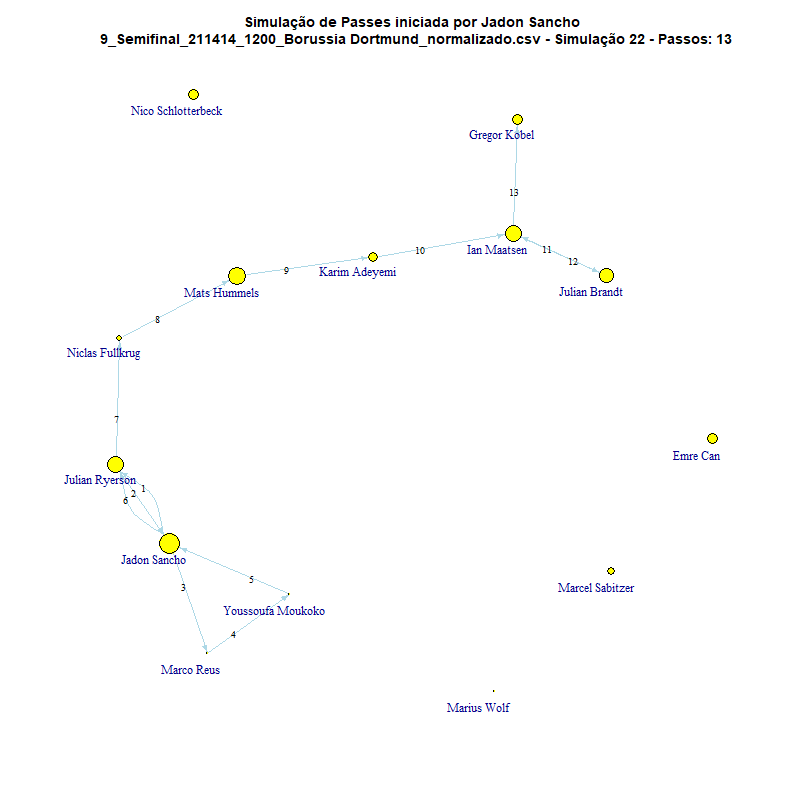 Simulação de Passes iniciada por Jadon Sancho
9_Semifinal_211414_1200_Borussia Dortmund_normalizado.csv - Simulação 22 - Passos: 13
Nico Schlotterbeck
Gregor Kobel
13
Ian Maatsen
11
10
12
Karim Adeyemi
9
Mats Hummels
Julian Brandt
8
Niclas Fullkrug
7
Emre Can
Julian Ryerson
1
2
6
Jadon Sancho
5
3
Marcel Sabitzer
Youssoufa Moukoko
4
Marco Reus
Marius Wolf